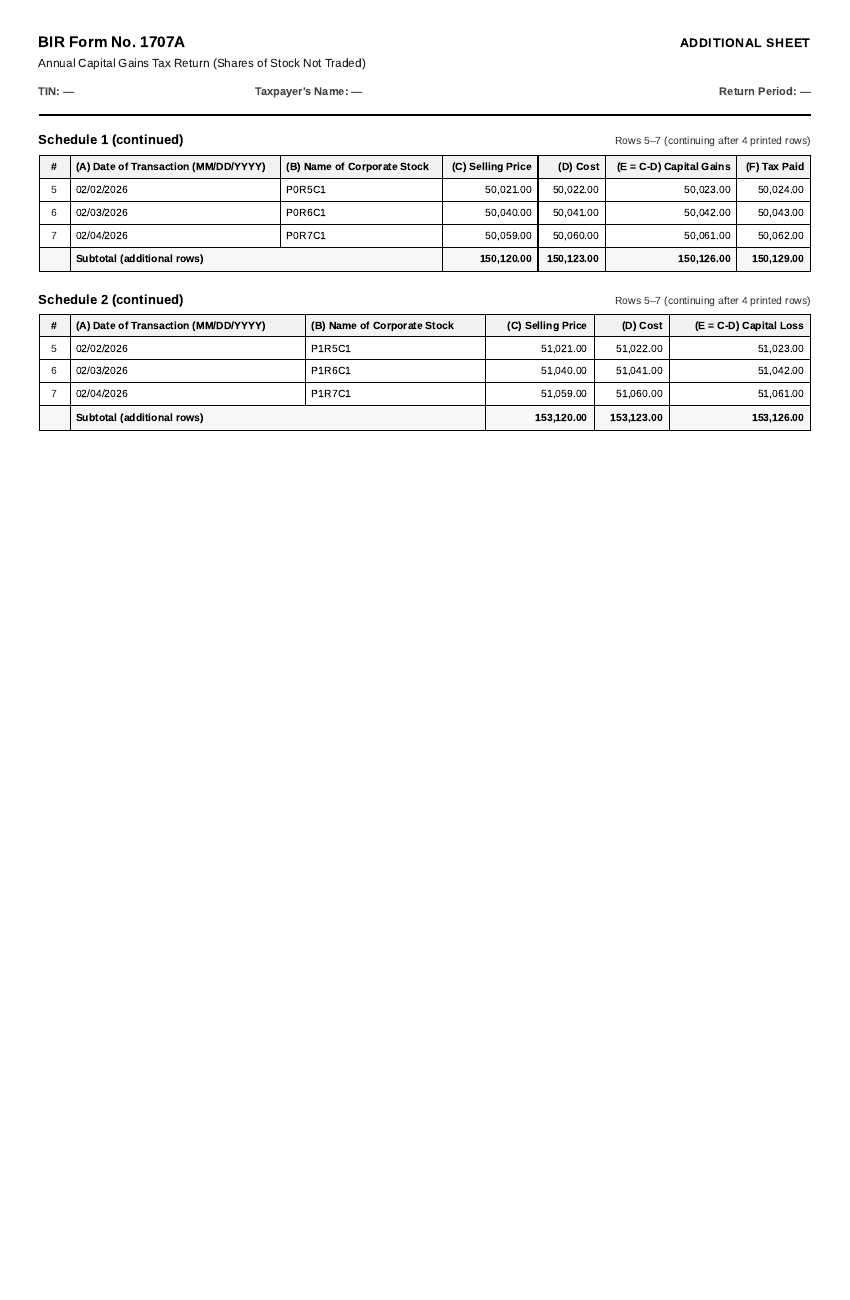 BIR Form No. 1707A
ADDITIONAL SHEET
Annual Capital Gains Tax Return (Shares of Stock Not Traded)
TIN: — Taxpayer's Name: — Return Period: —
Schedule 1 (continued) Rows 5–7 (continuing after 4 printed rows)
# (A) Date of Transaction (MM/DD/YYYY) (B) Name of Corporate Stock (C) Selling Price (D) Cost (E = C-D) Capital Gains (F) Tax Paid
5 02/02/2026 P0R5C1 50,021.00 50,022.00 50,023.00 50,024.00
6 02/03/2026 P0R6C1 50,040.00 50,041.00 50,042.00 50,043.00
7 02/04/2026 P0R7C1 50,059.00 50,060.00 50,061.00 50,062.00
Subtotal (additional rows) 150,120.00 150,123.00 150,126.00 150,129.00
Schedule 2 (continued) Rows 5–7 (continuing after 4 printed rows)
# (A) Date of Transaction (MM/DD/YYYY) (B) Name of Corporate Stock (C) Selling Price (D) Cost (E = C-D) Capital Loss
5 02/02/2026 P1R5C1 51,021.00 51,022.00 51,023.00
6 02/03/2026 P1R6C1 51,040.00 51,041.00 51,042.00
7 02/04/2026 P1R7C1 51,059.00 51,060.00 51,061.00
Subtotal (additional rows) 153,120.00 153,123.00 153,126.00